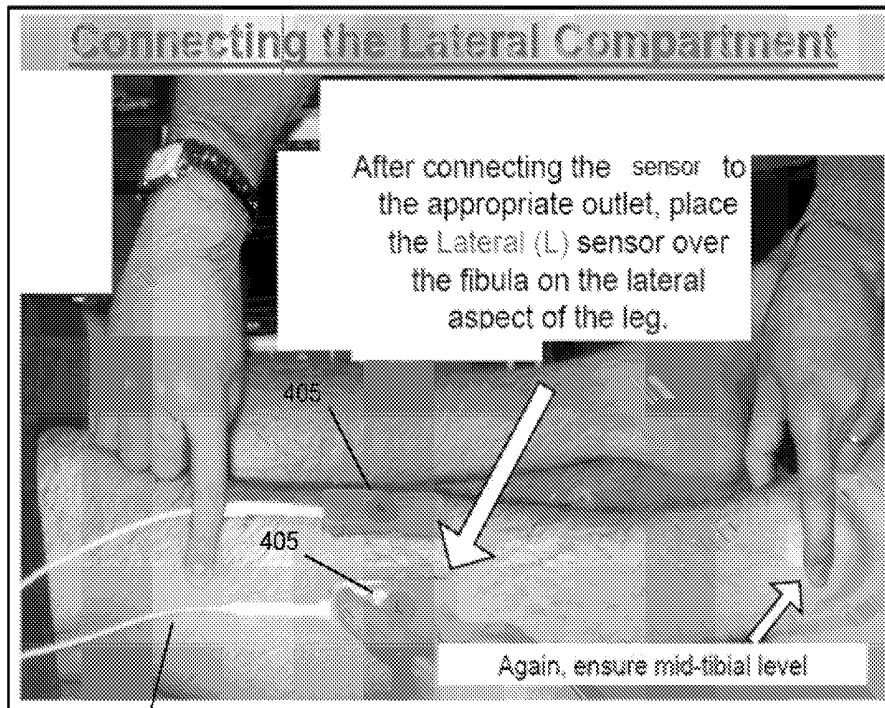 Connecting the Lateral Compartment
After connecting the sensor to
the appropriate outlet, place
the Lateral (L) sensor over
the fibula on the lateral
aspect of the leg.
405
405
Again, ensure mid-tibial level